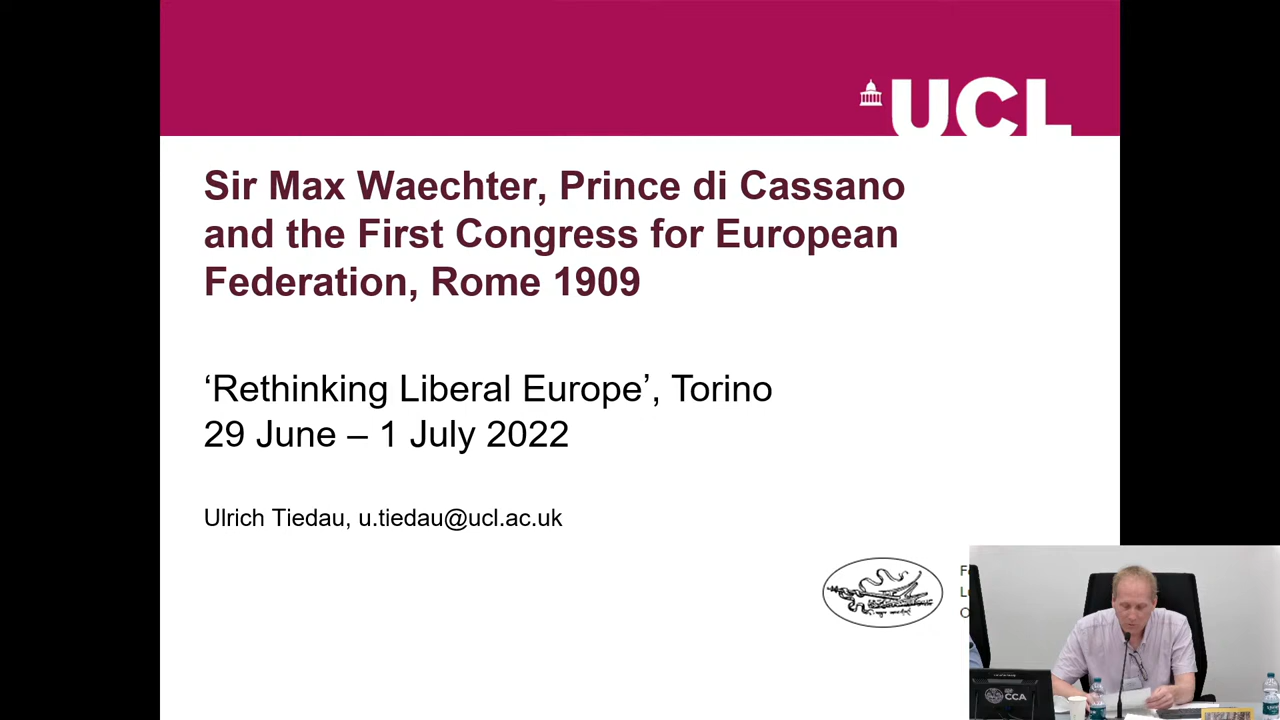 UCL
Sir Max Waechter, Prince di Cassano
and the First Congress for European
Federation, Rome 1909
‘Rethinking Liberal Europe’, Torino
29 June – 1 July 2022
Ulrich Tiedau, u.tiedau@ucl.ac.uk
CCA